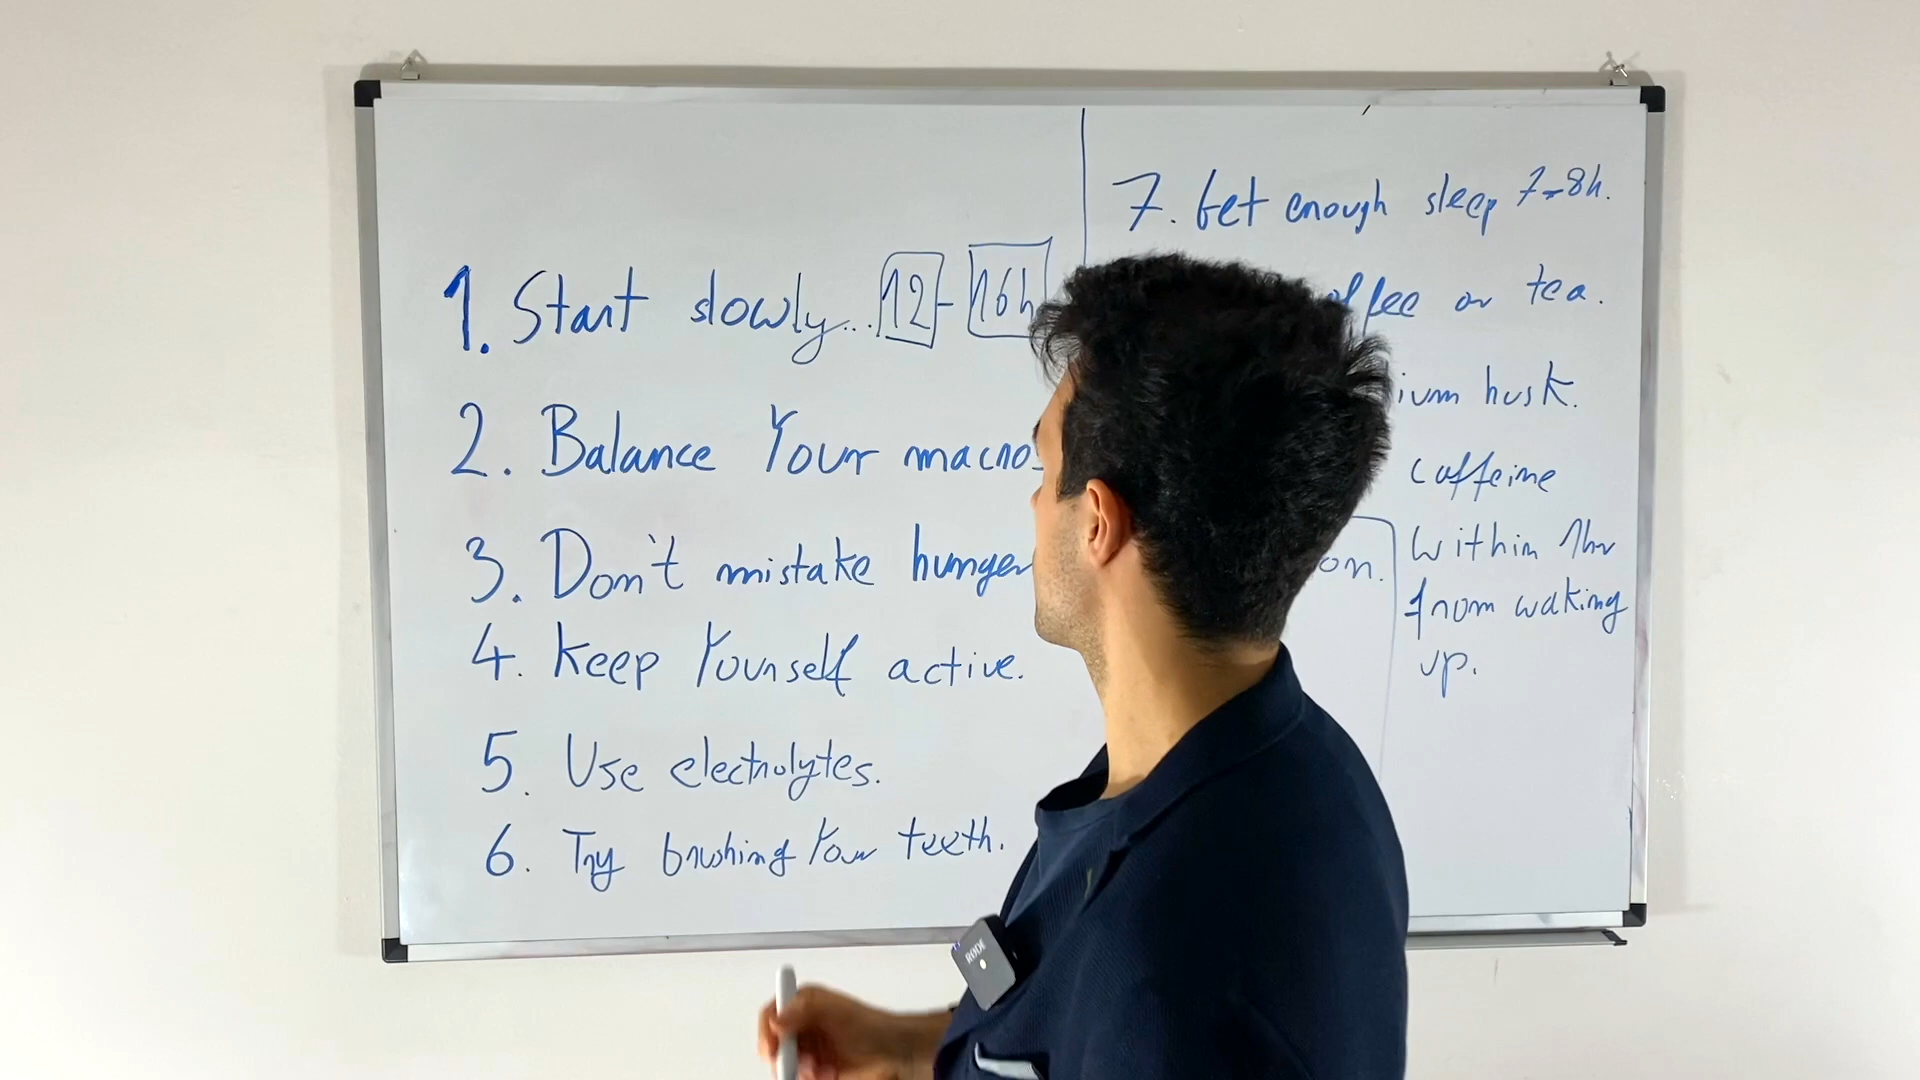 1. Start slowly... 12-16h
2. Balance Your macros
3. Don't mistake hunger
4. Keep Yourself active.
5. Use electrolytes.
6. Try brushing Your teeth.
7. Get enough sleep 7-8h.
or tea.
husk.
caffeine
within 1hr
from waking
up.
RODE